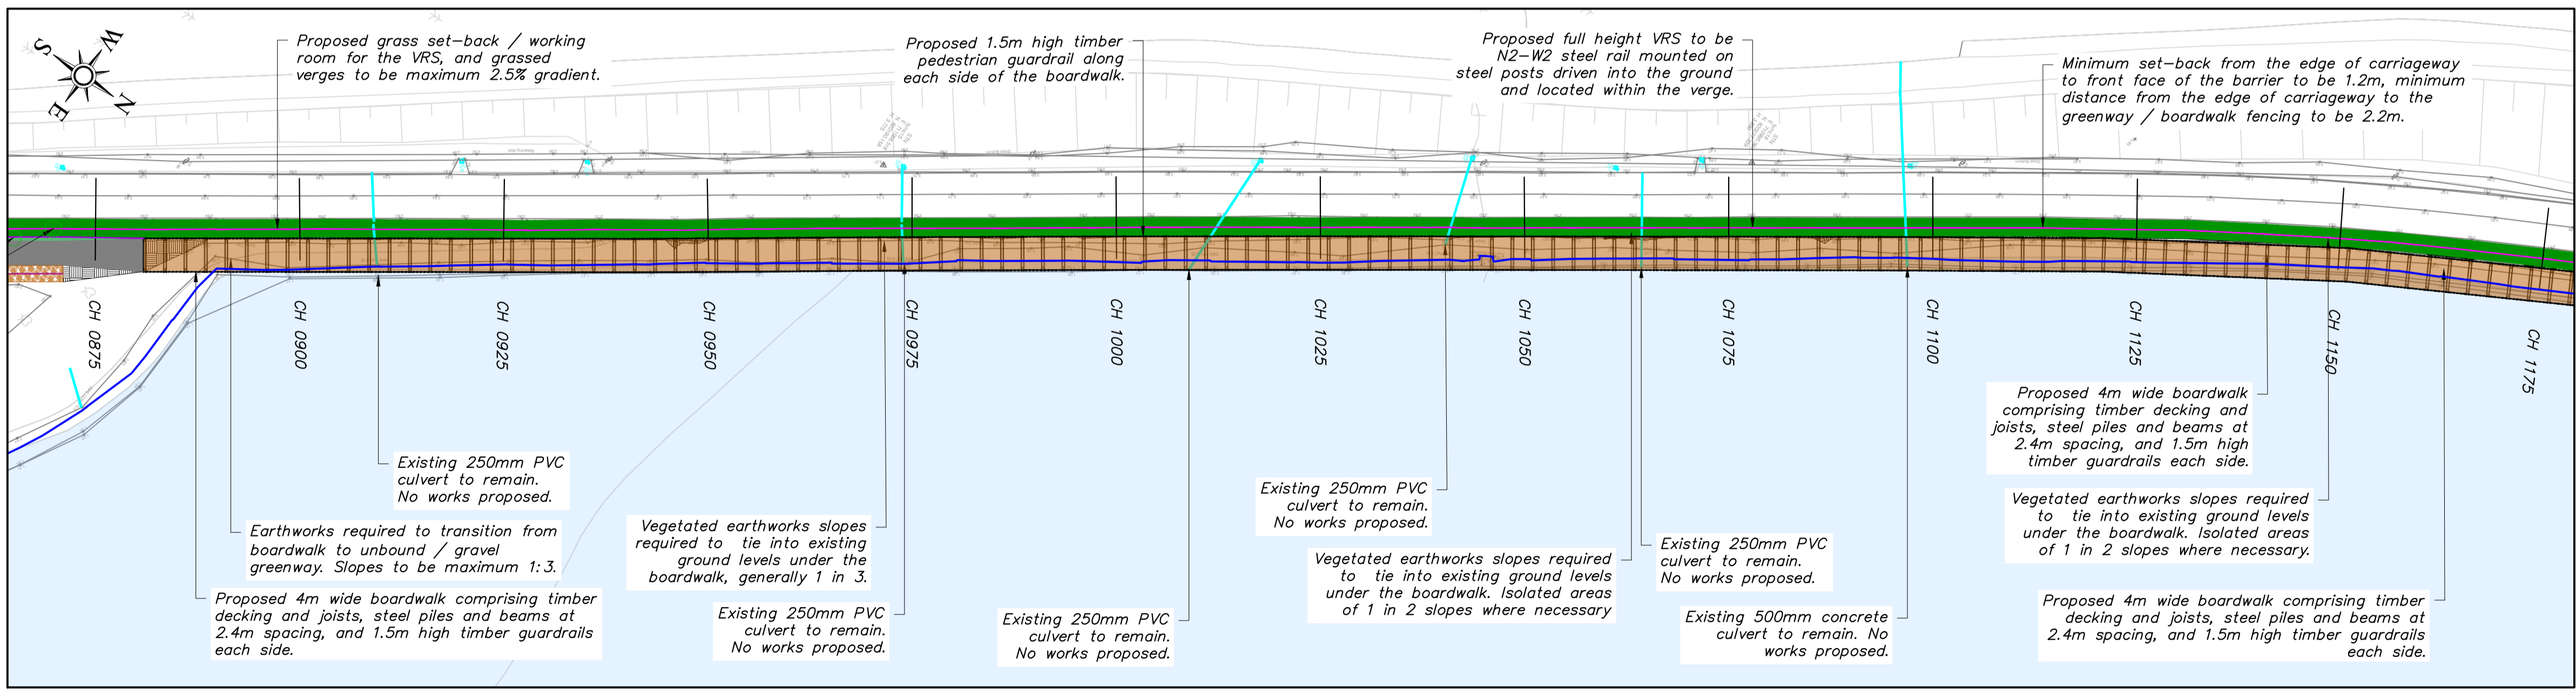 S
W
E
N
Proposed grass set-back / working
room for the VRS, and grassed
verges to be maximum 2.5% gradient.
Proposed 1.5m high timber
pedestrian guardrail along
each side of the boardwalk.
Proposed full height VRS to be
N2-W2 steel rail mounted on
steel posts driven into the ground
and located within the verge.
Minimum set-back from the edge of carriageway
to front face of the barrier to be 1.2m, minimum
distance from the edge of carriageway to the
greenway / boardwalk fencing to be 2.2m.
CH 0875
CH 0900
CH 0925
CH 0950
CH 0975
CH 1000
CH 1025
CH 1050
CH 1075
CH 1100
CH 1125
CH 1150
CH 1175
Existing 250mm PVC
culvert to remain.
No works proposed.
Earthworks required to transition from
boardwalk to unbound / gravel
greenway. Slopes to be maximum 1:3.
Proposed 4m wide boardwalk comprising timber
decking and joists, steel piles and beams at
2.4m spacing, and 1.5m high timber guardrails
each side.
Vegetated earthworks slopes
required to tie into existing
ground levels under the
boardwalk, generally 1 in 3.
Existing 250mm PVC
culvert to remain.
No works proposed.
Existing 250mm PVC
culvert to remain.
No works proposed.
Existing 250mm PVC
culvert to remain.
No works proposed.
Vegetated earthworks slopes required
to tie into existing ground levels
under the boardwalk. Isolated areas
of 1 in 2 slopes where necessary
Existing 250mm PVC
culvert to remain.
No works proposed.
Existing 500mm concrete
culvert to remain. No
works proposed.
Proposed 4m wide boardwalk
comprising timber decking and
joists, steel piles and beams at
2.4m spacing, and 1.5m high
timber guardrails each side.
Vegetated earthworks slopes required
to tie into existing ground levels
under the boardwalk. Isolated areas
of 1 in 2 slopes where necessary.
Proposed 4m wide boardwalk comprising timber
decking and joists, steel piles and beams at
2.4m spacing, and 1.5m high timber guardrails
each side.